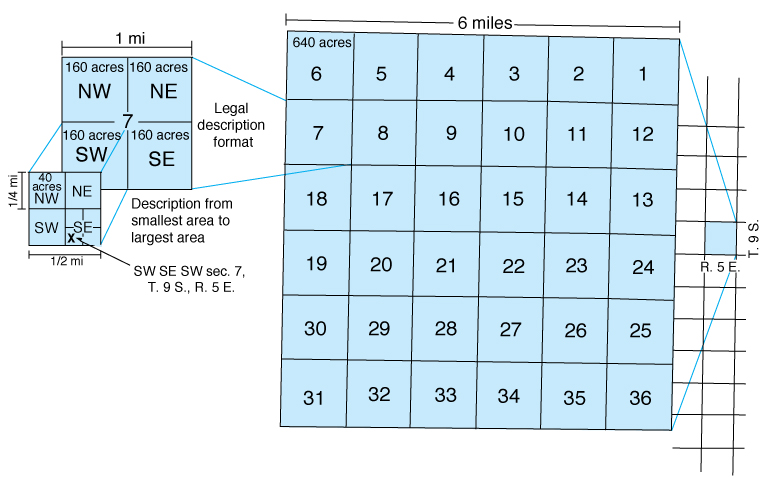 6 miles
1 mi
640 acres
6 5 4 3 2 1
7 8 9 10 11 12
18 17 16 15 14 13
19 20 21 22 23 24
30 29 28 27 26 25
31 32 33 34 35 36
160 acres
NW
160 acres
NE
7
160 acres
SW
160 acres
SE
Legal
description
format
40
acres
NW
NE
SW
SE
X
1/4 mi
1/2 mi
Description from
smallest area to
largest area
SW SE SW sec. 7,
T. 9 S., R. 5 E.
R. 5 E.
T. 9 S.